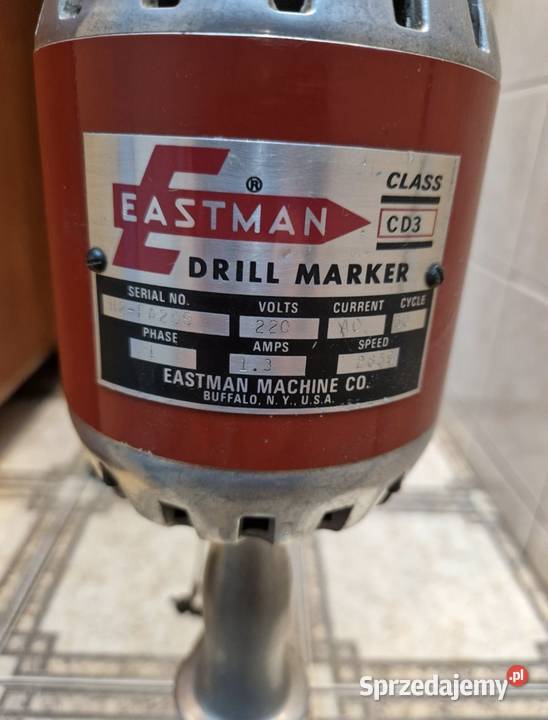 E
EASTMAN ®
CLASS
CD3
DRILL MARKER
SERIAL NO. VOLTS CURRENT CYCLE
220
PHASE AMPS SPEED
1 1.3
EASTMAN MACHINE CO.
BUFFALO, N.Y., U.S.A.
Sprzedajemy.pl